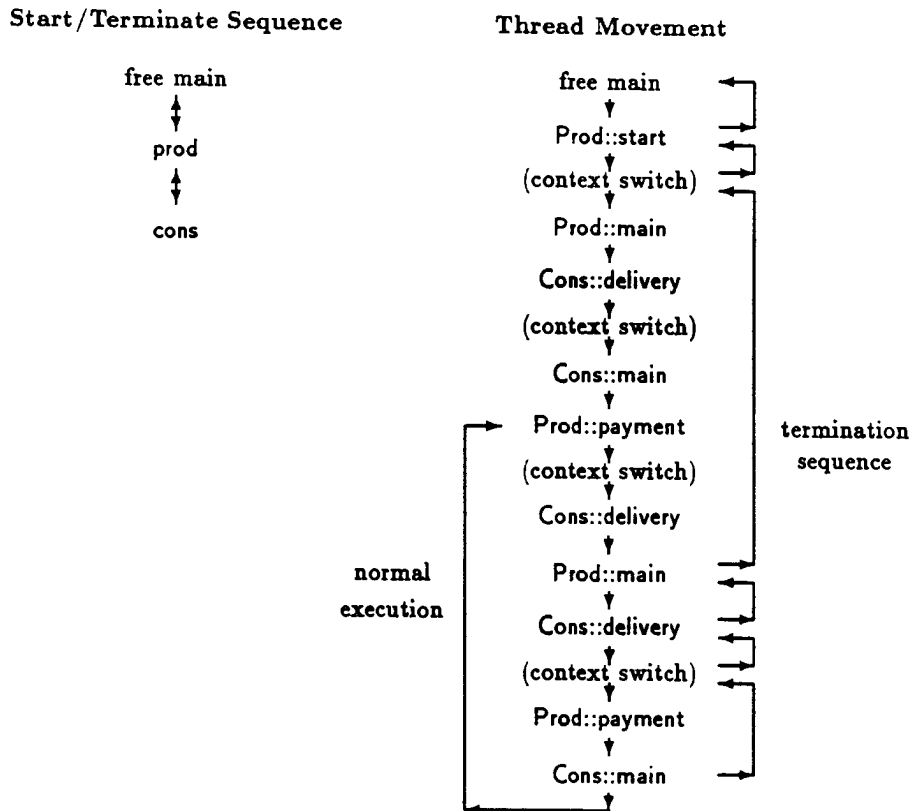 Start/Terminate Sequence
free main
prod
cons
Thread Movement
free main
Prod::start
(context switch)
Prod::main
Cons::delivery
(context switch)
Cons::main
Prod::payment
(context switch)
Cons::delivery
Prod::main
Cons::delivery
(context switch)
Prod::payment
Cons::main
normal
execution
termination
sequence